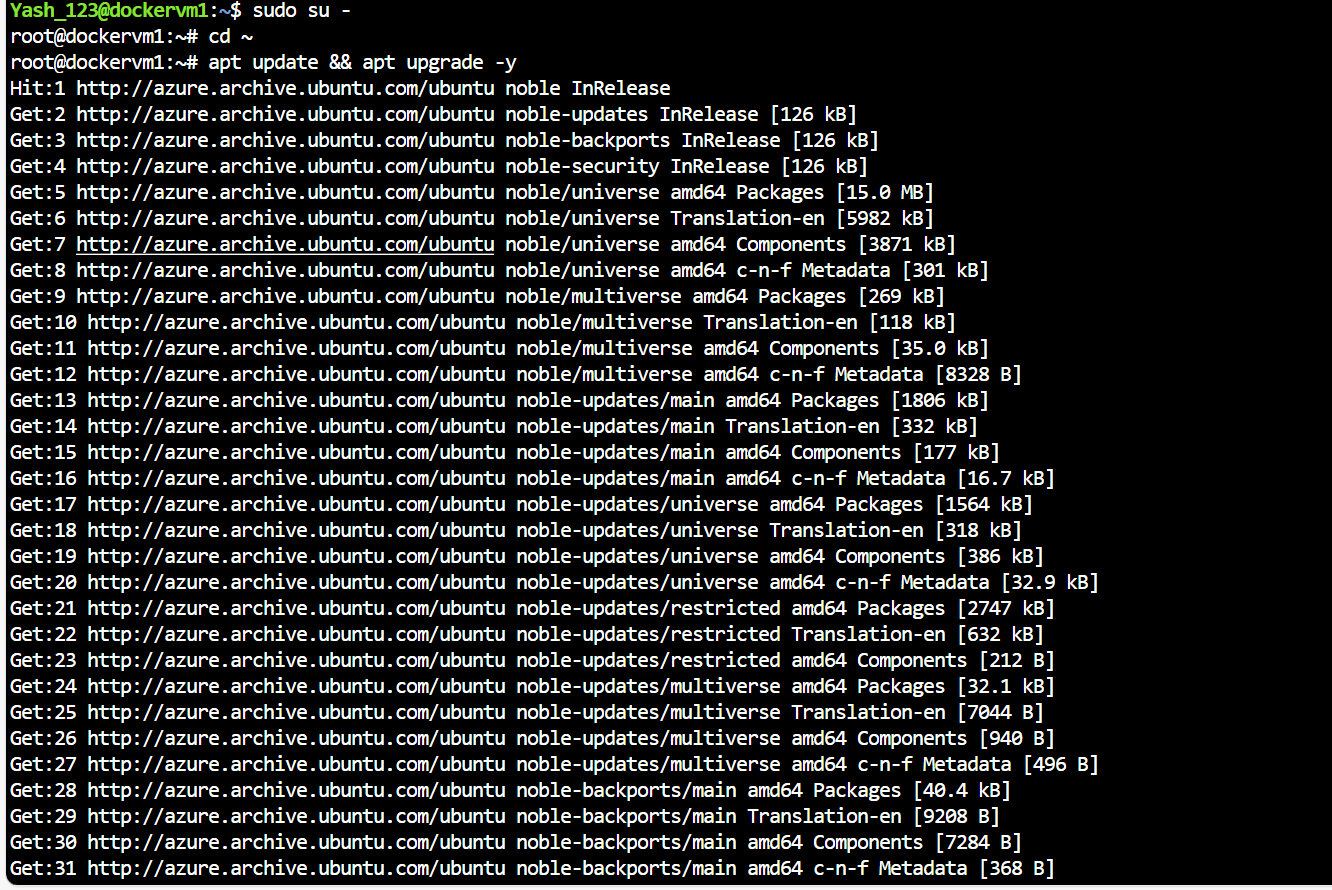 Yash_123@dockervm1:~$ sudo su -
root@dockervm1:~# cd ~
root@dockervm1:~# apt update && apt upgrade -y
Hit:1 http://azure.archive.ubuntu.com/ubuntu noble InRelease
Get:2 http://azure.archive.ubuntu.com/ubuntu noble-updates InRelease [126 kB]
Get:3 http://azure.archive.ubuntu.com/ubuntu noble-backports InRelease [126 kB]
Get:4 http://azure.archive.ubuntu.com/ubuntu noble-security InRelease [126 kB]
Get:5 http://azure.archive.ubuntu.com/ubuntu noble/universe amd64 Packages [15.0 MB]
Get:6 http://azure.archive.ubuntu.com/ubuntu noble/universe Translation-en [5982 kB]
Get:7 http://azure.archive.ubuntu.com/ubuntu noble/universe amd64 Components [3871 kB]
Get:8 http://azure.archive.ubuntu.com/ubuntu noble/universe amd64 c-n-f Metadata [301 kB]
Get:9 http://azure.archive.ubuntu.com/ubuntu noble/multiverse amd64 Packages [269 kB]
Get:10 http://azure.archive.ubuntu.com/ubuntu noble/multiverse Translation-en [118 kB]
Get:11 http://azure.archive.ubuntu.com/ubuntu noble/multiverse amd64 Components [35.0 kB]
Get:12 http://azure.archive.ubuntu.com/ubuntu noble/multiverse amd64 c-n-f Metadata [8328 B]
Get:13 http://azure.archive.ubuntu.com/ubuntu noble-updates/main amd64 Packages [1806 kB]
Get:14 http://azure.archive.ubuntu.com/ubuntu noble-updates/main Translation-en [332 kB]
Get:15 http://azure.archive.ubuntu.com/ubuntu noble-updates/main amd64 Components [177 kB]
Get:16 http://azure.archive.ubuntu.com/ubuntu noble-updates/main amd64 c-n-f Metadata [16.7 kB]
Get:17 http://azure.archive.ubuntu.com/ubuntu noble-updates/universe amd64 Packages [1564 kB]
Get:18 http://azure.archive.ubuntu.com/ubuntu noble-updates/universe Translation-en [318 kB]
Get:19 http://azure.archive.ubuntu.com/ubuntu noble-updates/universe amd64 Components [386 kB]
Get:20 http://azure.archive.ubuntu.com/ubuntu noble-updates/universe amd64 c-n-f Metadata [32.9 kB]
Get:21 http://azure.archive.ubuntu.com/ubuntu noble-updates/restricted amd64 Packages [2747 kB]
Get:22 http://azure.archive.ubuntu.com/ubuntu noble-updates/restricted Translation-en [632 kB]
Get:23 http://azure.archive.ubuntu.com/ubuntu noble-updates/restricted amd64 Components [212 B]
Get:24 http://azure.archive.ubuntu.com/ubuntu noble-updates/multiverse amd64 Packages [32.1 kB]
Get:25 http://azure.archive.ubuntu.com/ubuntu noble-updates/multiverse Translation-en [7044 B]
Get:26 http://azure.archive.ubuntu.com/ubuntu noble-updates/multiverse amd64 Components [940 B]
Get:27 http://azure.archive.ubuntu.com/ubuntu noble-updates/multiverse amd64 c-n-f Metadata [496 B]
Get:28 http://azure.archive.ubuntu.com/ubuntu noble-backports/main amd64 Packages [40.4 kB]
Get:29 http://azure.archive.ubuntu.com/ubuntu noble-backports/main Translation-en [9208 B]
Get:30 http://azure.archive.ubuntu.com/ubuntu noble-backports/main amd64 Components [7284 B]
Get:31 http://azure.archive.ubuntu.com/ubuntu noble-backports/main amd64 c-n-f Metadata [368 B]